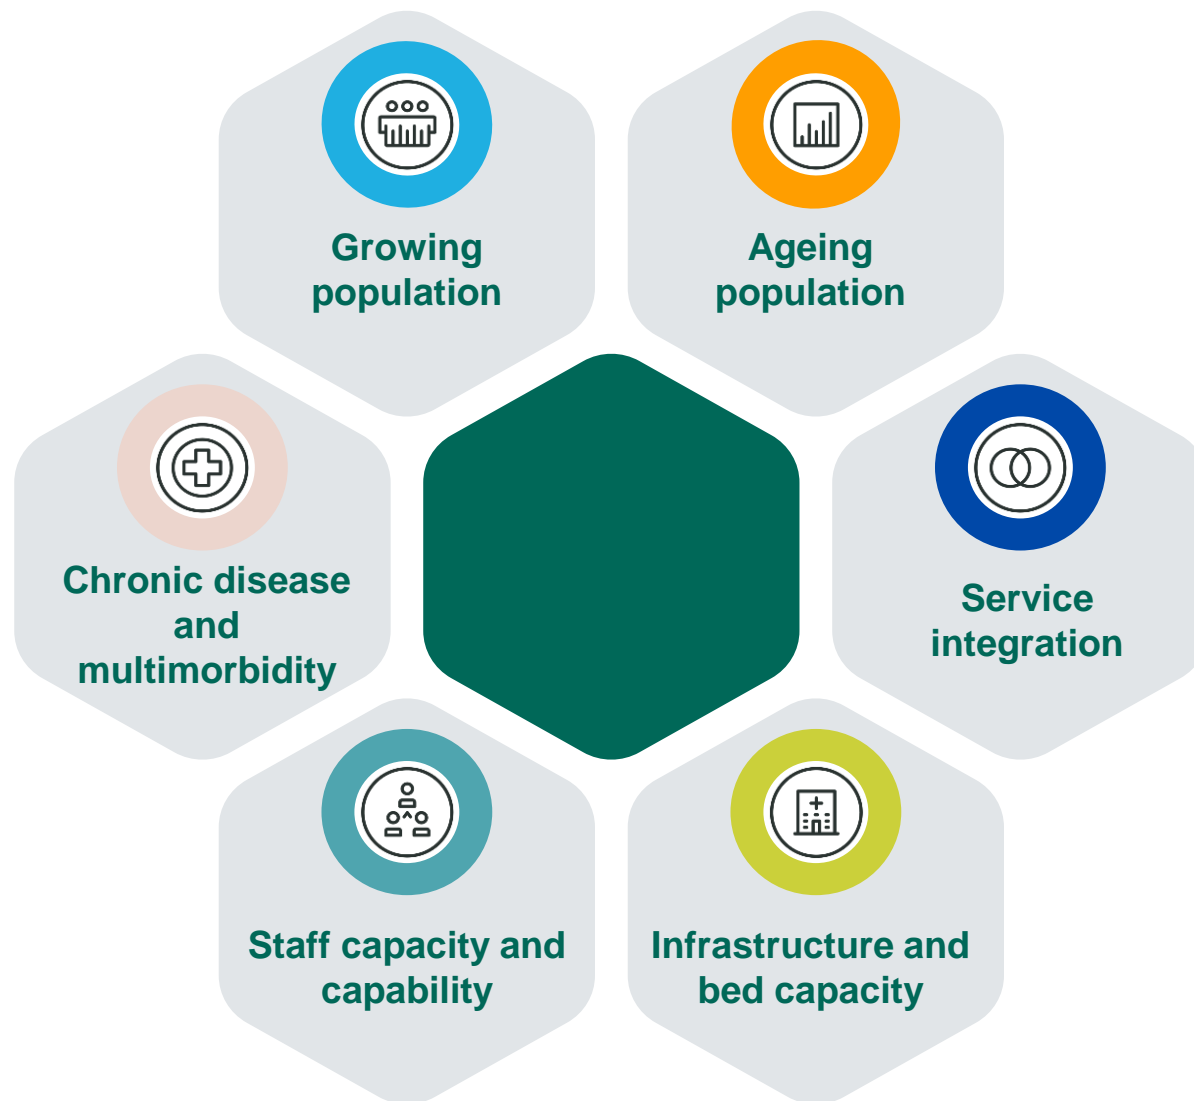 Growing
population
Ageing
population
Chronic disease
and
multimorbidity
Service
integration
Staff capacity and
capability
Infrastructure and
bed capacity